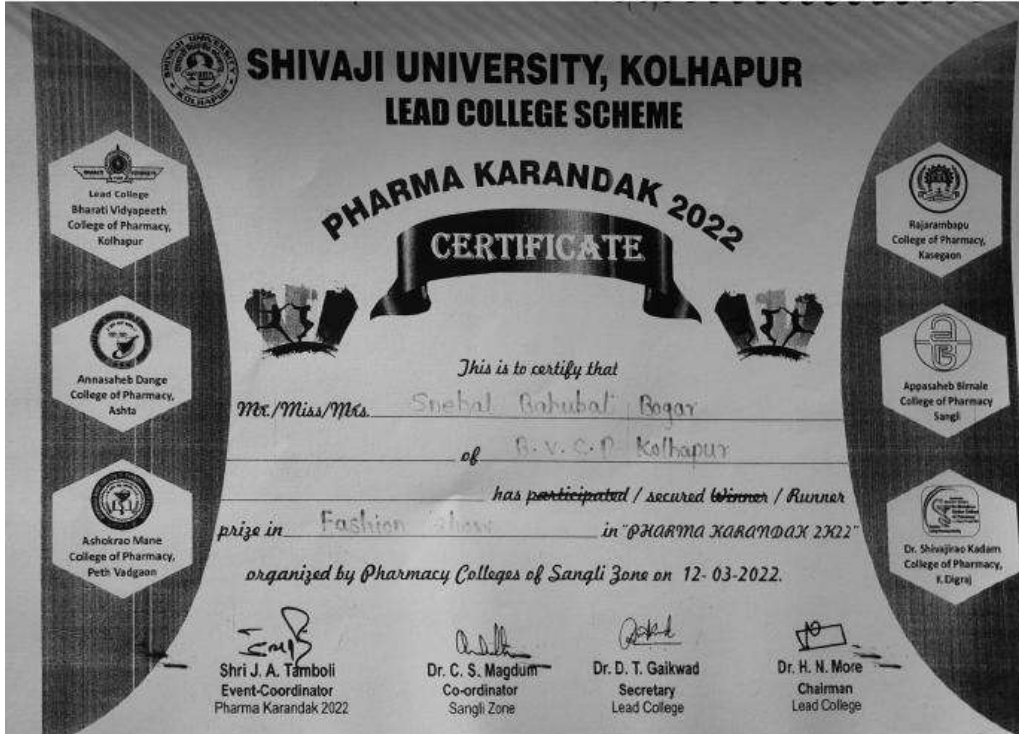 SHIVAJI UNIVERSITY
KOLHAPUR
SHIVAJI UNIVERSITY, KOLHAPUR
LEAD COLLEGE SCHEME
PHARMA KARANDAK 2022
CERTIFICATE
Lead College
Bharati Vidyapeeth
College of Pharmacy,
Kolhapur
Annasaheb Dange
College of Pharmacy,
Ashta
Ashokrao Mane
College of Pharmacy,
Peth Vadgaon
Rajarambapu
College of Pharmacy,
Kasegaon
Appasaheb Birnale
College of Pharmacy
Sangli
Dr. Shivajirao Kadam
College of Pharmacy,
K.Digraj
This is to certify that
Mr./Miss/Mrs. Snehal Bahubal Bogar
of B.V.C.P Kolhapur
has participated / secured Winner / Runner
prize in Fashion Show in "PHARMA KARANDAK 2K22"
organized by Pharmacy Colleges of Sangli Zone on 12-03-2022.
Shri J. A. Tamboli
Event-Coordinator
Pharma Karandak 2022
Dr. C. S. Magdum
Co-ordinator
Sangli Zone
Dr. D. T. Gaikwad
Secretary
Lead College
Dr. H. N. More
Chairman
Lead College